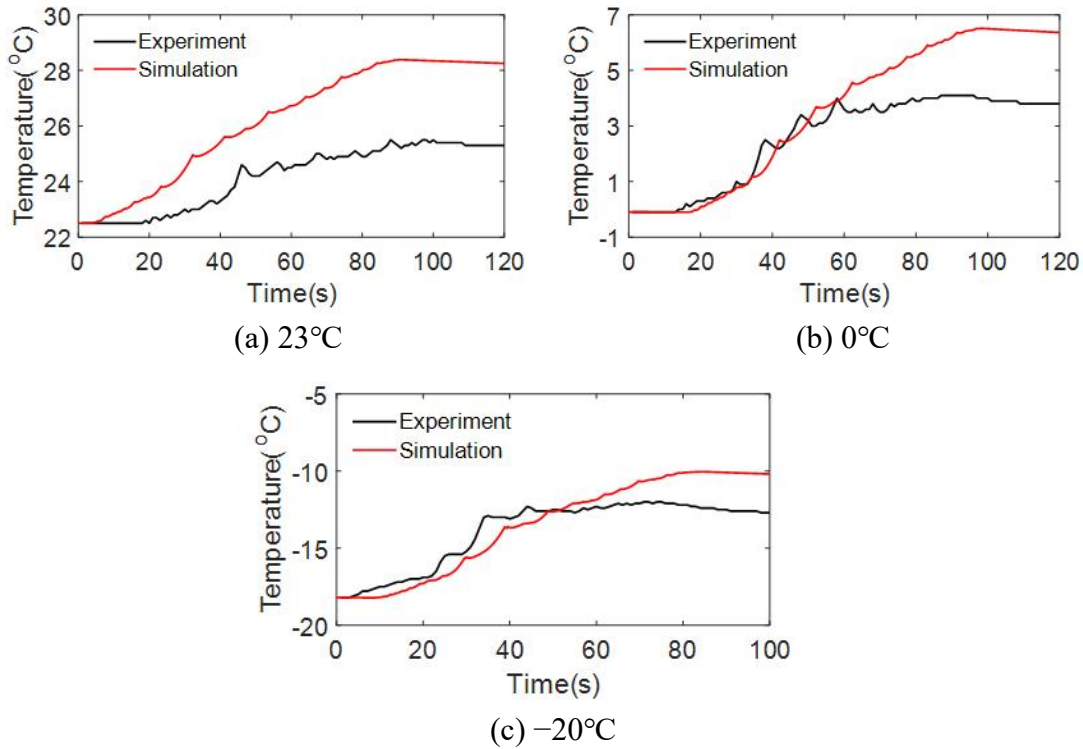 30
28
26
24
22
Temperature(°C)
Experiment
Simulation
0 20 40 60 80 100 120
Time(s)
(a) 23℃
7
5
3
1
-1
Temperature(°C)
Experiment
Simulation
0 20 40 60 80 100 120
Time(s)
(b) 0℃
-5
-10
-15
-20
Temperature(°C)
Experiment
Simulation
0 20 40 60 80 100
Time(s)
(c) −20℃